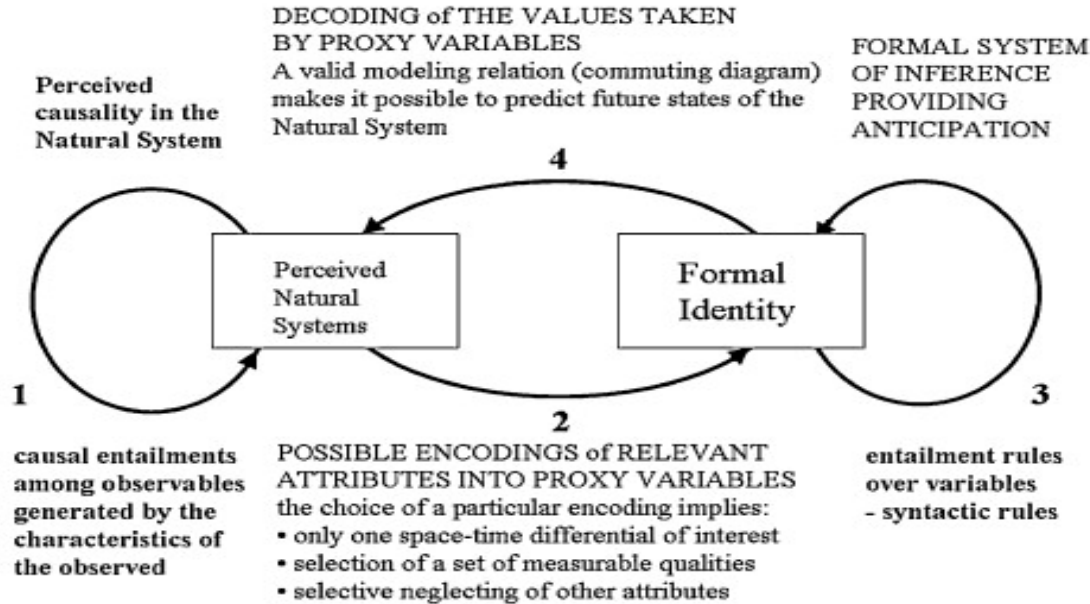 DECODING of THE VALUES TAKEN
BY PROXY VARIABLES
A valid modeling relation (commuting diagram)
makes it possible to predict future states of the
Natural System
FORMAL SYSTEM
OF INFERENCE
PROVIDING
ANTICIPATION
Perceived
causality in the
Natural System
4
Perceived
Natural
Systems
Formal
Identity
1
2
3
causal entailments
among observables
generated by the
characteristics of
the observed
POSSIBLE ENCODINGS of RELEVANT
ATTRIBUTES INTO PROXY VARIABLES
the choice of a particular encoding implies:
• only one space-time differential of interest
• selection of a set of measurable qualities
• selective neglecting of other attributes
entailment rules
over variables
- syntactic rules